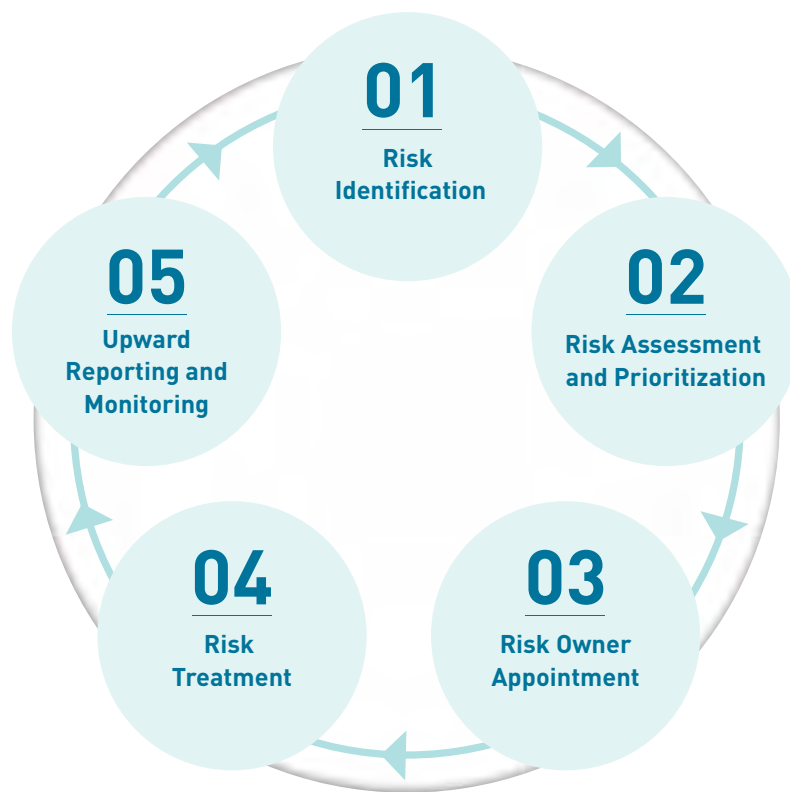 01
Risk
Identification
02
Risk Assessment
and Prioritization
03
Risk Owner
Appointment
04
Risk
Treatment
05
Upward
Reporting and
Monitoring